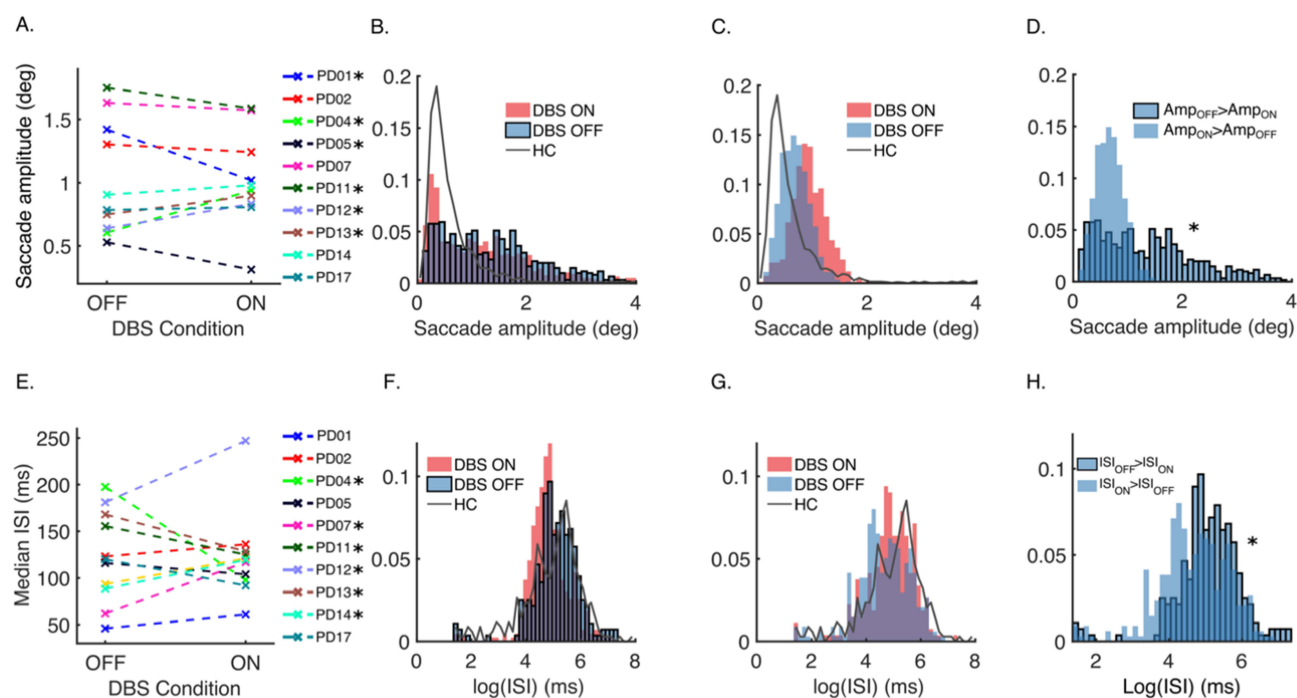 A.
Saccade amplitude (deg)
1.5
1
0.5
OFF
ON
DBS Condition
PD01*
PD02
PD04*
PD05*
PD07
PD11*
PD12*
PD13*
PD14
PD17
B.
0.2
0.15
0.1
0.05
0
DBS ON
DBS OFF
HC
0
2
4
Saccade amplitude (deg)
C.
0.2
0.15
0.1
0.05
0
DBS ON
DBS OFF
HC
0
2
4
Saccade amplitude (deg)
D.
0.2
0.15
0.1
0.05
0
AmpOFF>AmpON
AmpON>AmpOFF
*
0
2
4
Saccade amplitude (deg)
E.
Median ISI (ms)
250
200
150
100
50
OFF
ON
DBS Condition
PD01
PD02
PD04*
PD05
PD07*
PD11*
PD12*
PD13*
PD14*
PD17
F.
0.1
0.05
0
DBS ON
DBS OFF
HC
0
2
4
6
8
log(ISI) (ms)
G.
0.1
0.05
0
DBS ON
DBS OFF
HC
0
2
4
6
8
log(ISI) (ms)
H.
0.1
0.05
0
ISIOFF>ISION
ISION>ISIOFF
*
2
4
6
Log(ISI) (ms)